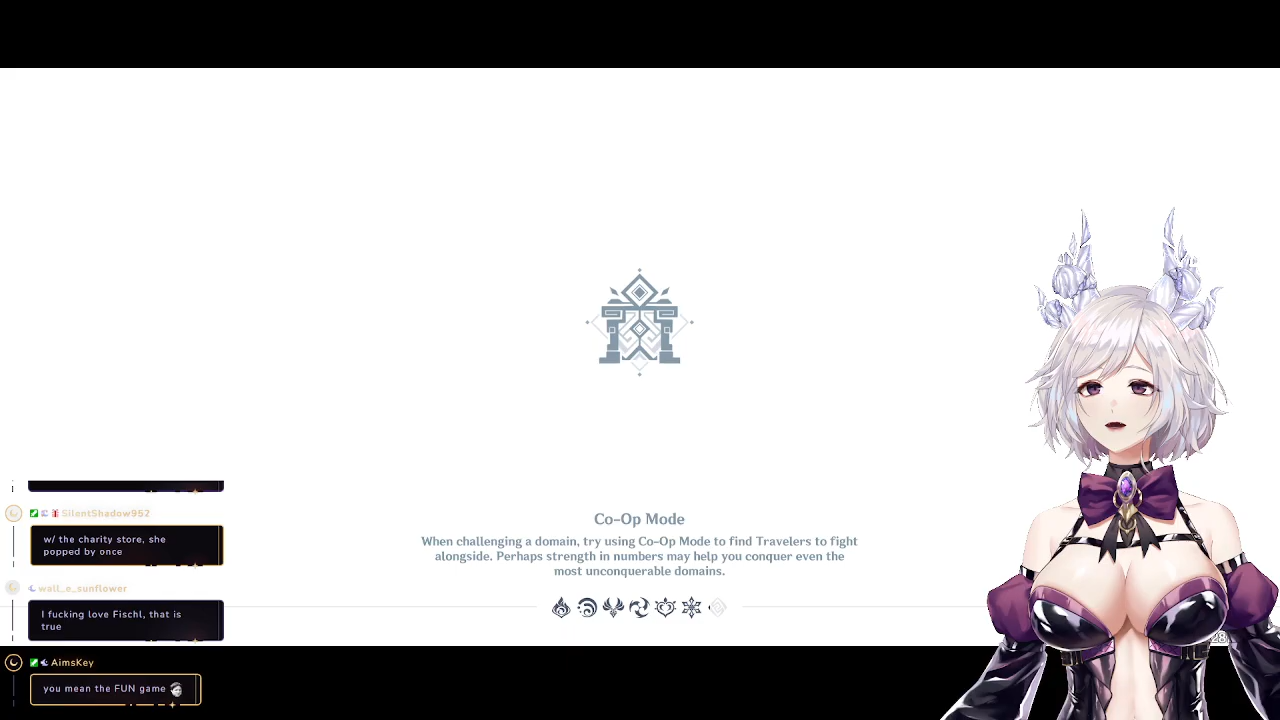 SilentShadow952
w/ the charity store, she
popped by once
wall_e_sunflower
I fucking love Fischl, that is
true
AimsKey
you mean the FUN game
Co-Op Mode
When challenging a domain, try using Co-Op Mode to find Travelers to fight
alongside. Perhaps strength in numbers may help you conquer even the
most unconquerable domains.